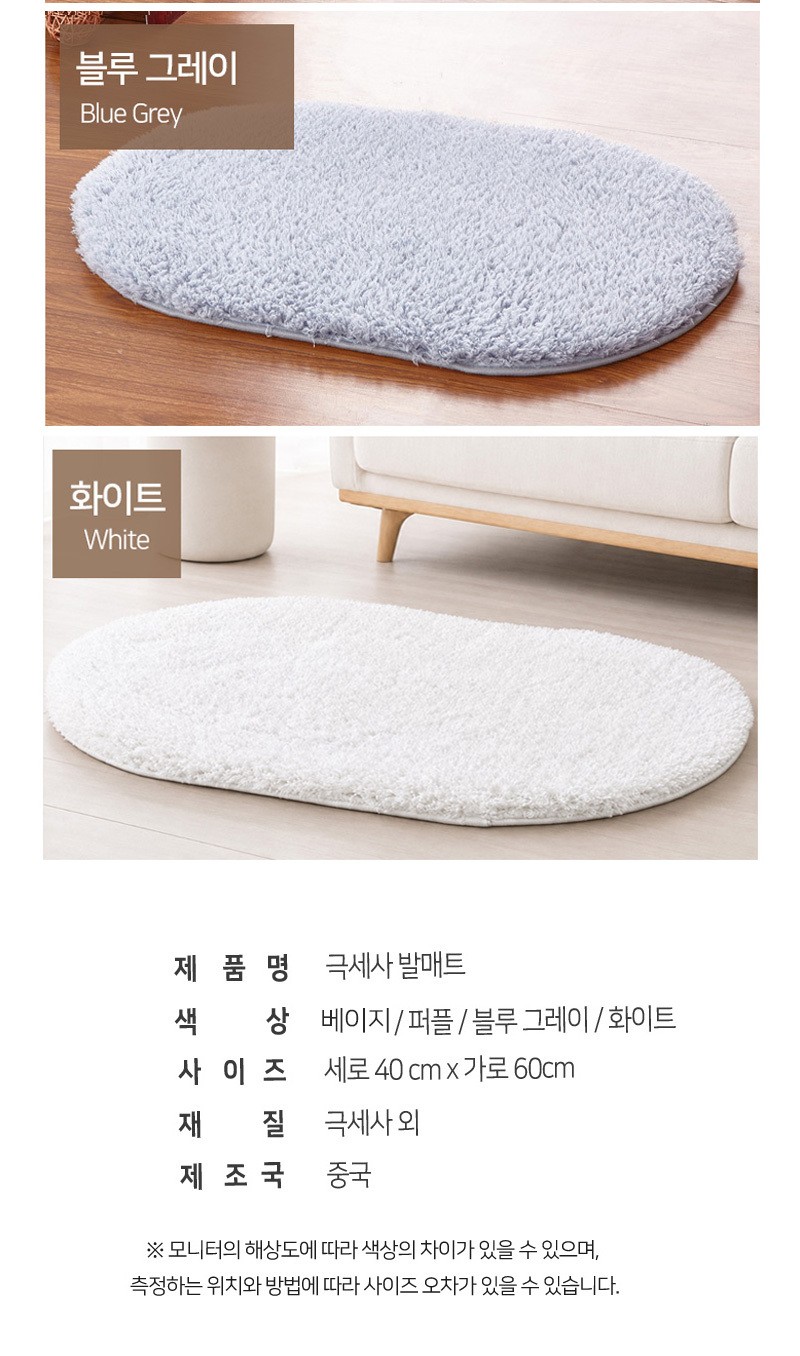 블루 그레이
Blue Grey
화이트
White
제 품 명 극세사 발매트
색 상 베이지 / 퍼플 / 블루 그레이 / 화이트
사 이 즈 세로 40 cm x 가로 60cm
재 질 극세사 외
제 조 국 중국
※ 모니터의 해상도에 따라 색상의 차이가 있을 수 있으며,
측정하는 위치와 방법에 따라 사이즈 오차가 있을 수 있습니다.